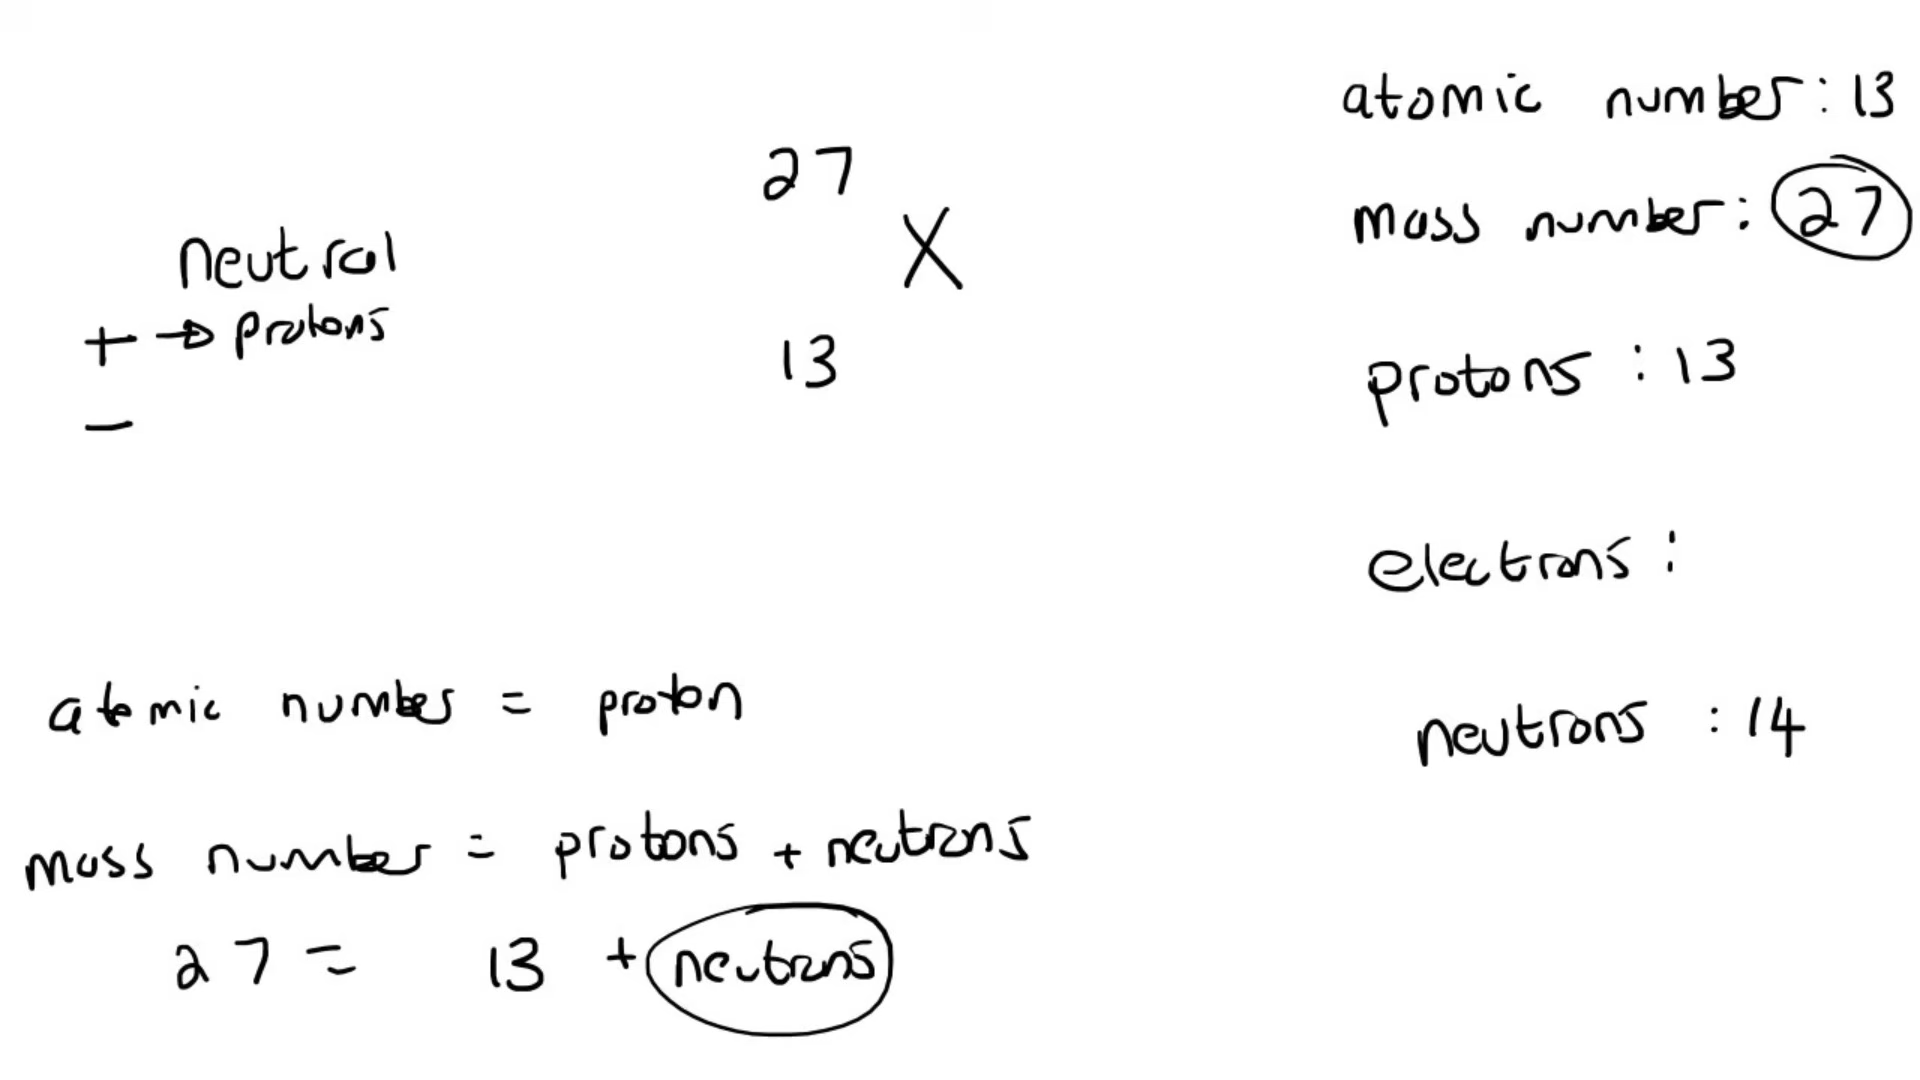 neutral
+ → protons
−
27
X
13
atomic number : 13
mass number : 27
protons : 13
electrons :
neutrons : 14
atomic number = proton
mass number = protons + neutrons
27 = 13 + neutrons